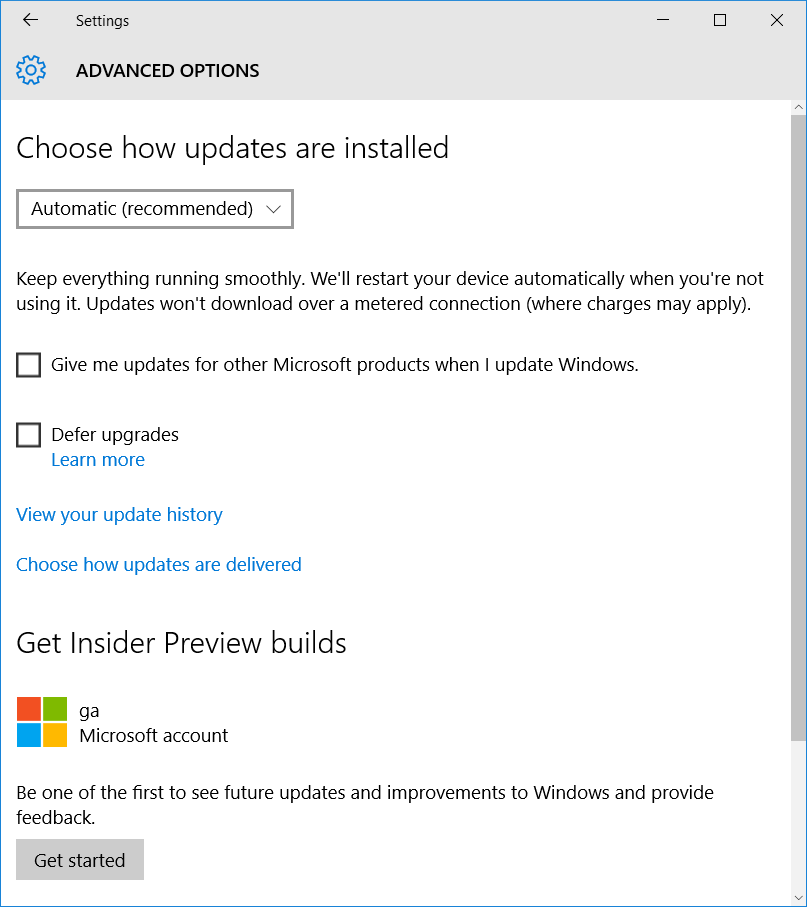 Settings
ADVANCED OPTIONS
Choose how updates are installed
Automatic (recommended)
Keep everything running smoothly. We'll restart your device automatically when you're not
using it. Updates won't download over a metered connection (where charges may apply).
Give me updates for other Microsoft products when I update Windows.
Defer upgrades
Learn more
View your update history
Choose how updates are delivered
Get Insider Preview builds
ga
Microsoft account
Be one of the first to see future updates and improvements to Windows and provide
feedback.
Get started